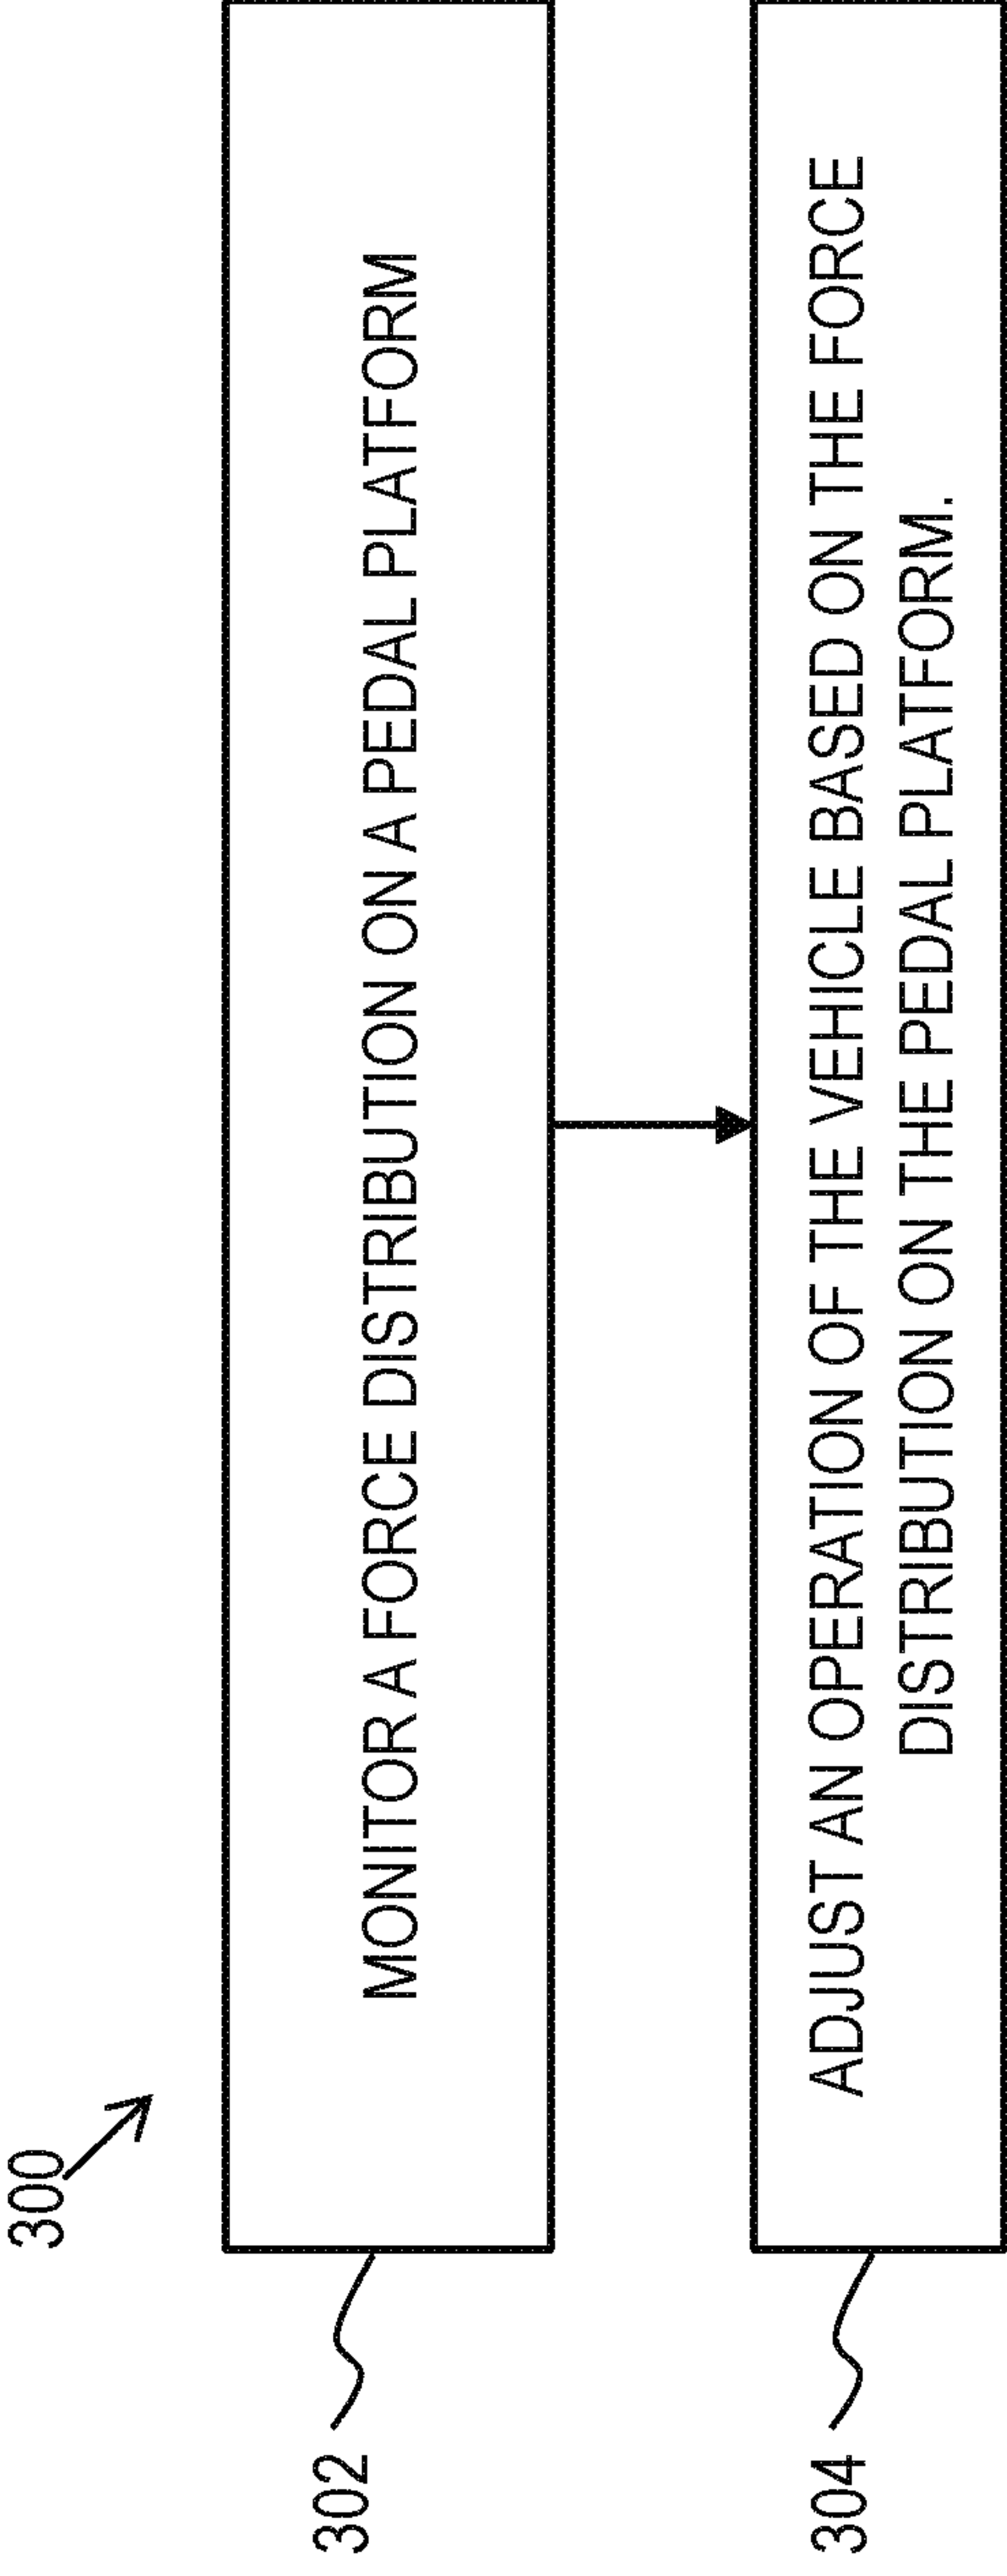 300
302
MONITOR A FORCE DISTRIBUTION ON A PEDAL PLATFORM
304
ADJUST AN OPERATION OF THE VEHICLE BASED ON THE FORCE
DISTRIBUTION ON THE PEDAL PLATFORM.